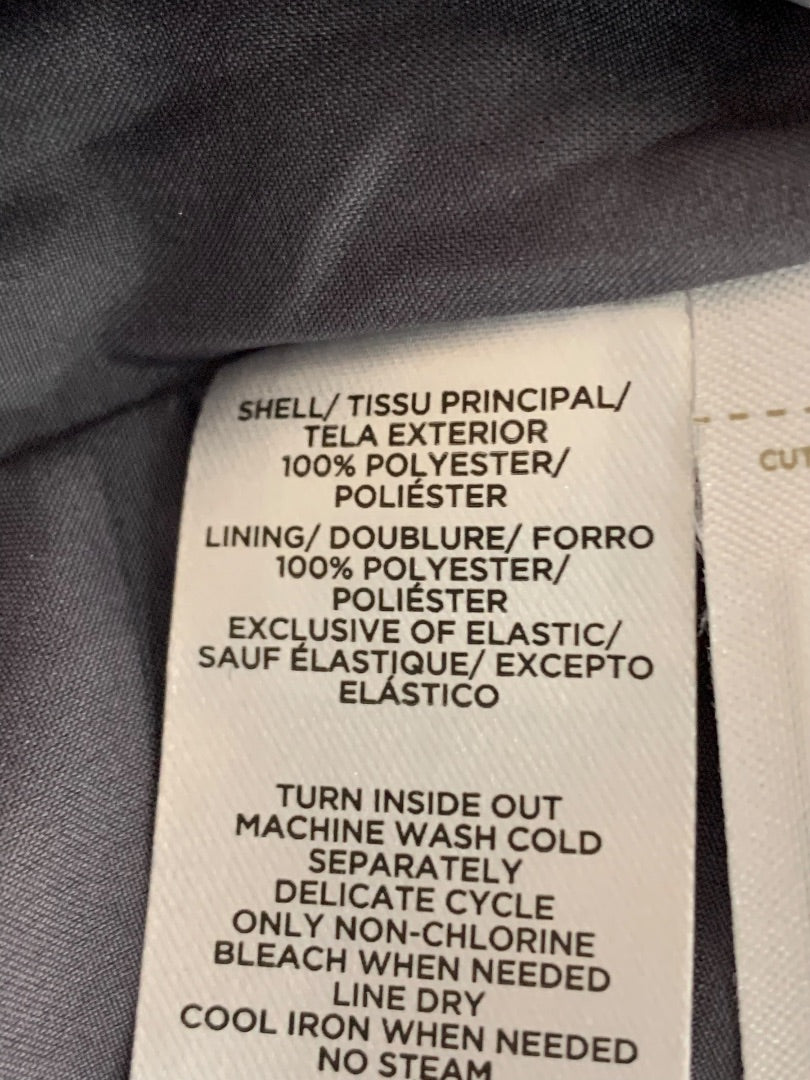 SHELL/ TISSU PRINCIPAL/
TELA EXTERIOR
100% POLYESTER/
POLIÉSTER
LINING/ DOUBLURE/ FORRO
100% POLYESTER/
POLIÉSTER
EXCLUSIVE OF ELASTIC/
SAUF ÉLASTIQUE/ EXCEPTO
ELÁSTICO
TURN INSIDE OUT
MACHINE WASH COLD
SEPARATELY
DELICATE CYCLE
ONLY NON-CHLORINE
BLEACH WHEN NEEDED
LINE DRY
COOL IRON WHEN NEEDED
NO STEAM
CUT